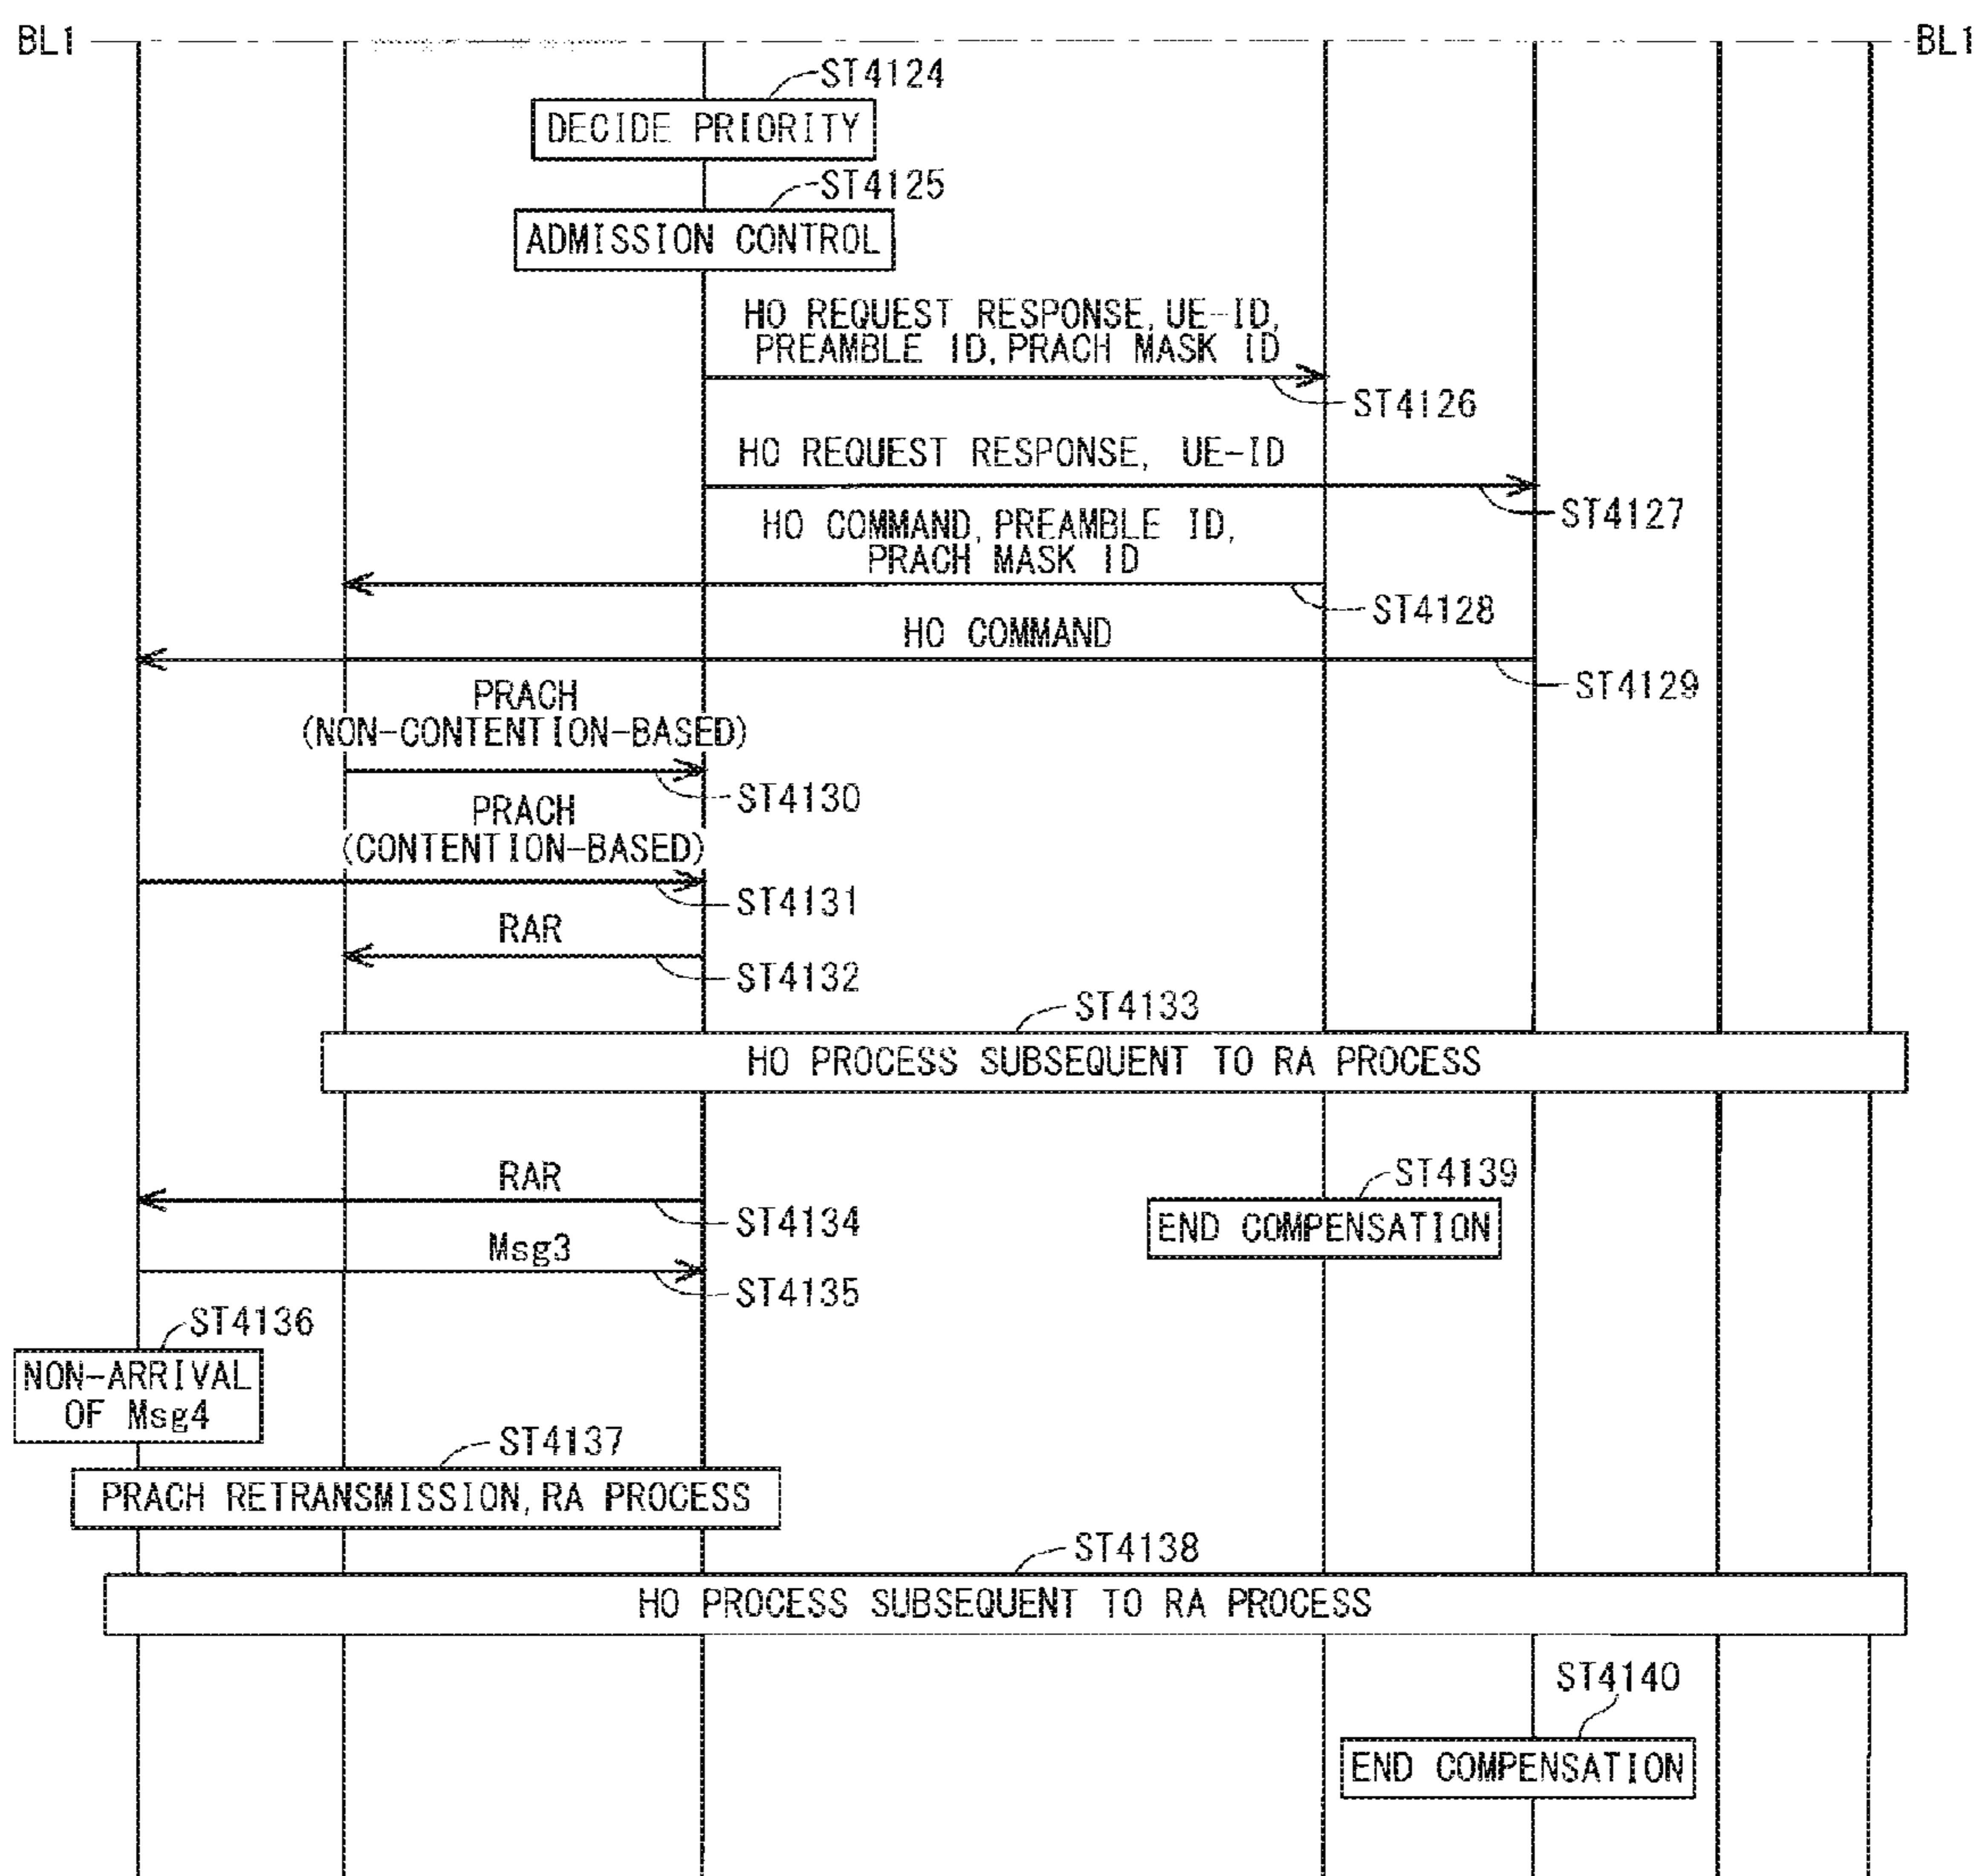 BL1
BL1
ST4124
DECIDE PRIORITY
ST4125
ADMISSION CONTROL
HO REQUEST RESPONSE, UE-ID,
PREAMBLE ID, PRACH MASK ID
ST4126
HO REQUEST RESPONSE, UE-ID
ST4127
HO COMMAND, PREAMBLE ID,
PRACH MASK ID
ST4128
HO COMMAND
ST4129
PRACH
(NON-CONTENTION-BASED)
ST4130
PRACH
(CONTENTION-BASED)
ST4131
RAR
ST4132
ST4133
HO PROCESS SUBSEQUENT TO RA PROCESS
RAR
ST4134
ST4139
END COMPENSATION
Msg3
ST4135
ST4136
NON-ARRIVAL
OF Msg4
ST4137
PRACH RETRANSMISSION, RA PROCESS
ST4138
HO PROCESS SUBSEQUENT TO RA PROCESS
ST4140
END COMPENSATION